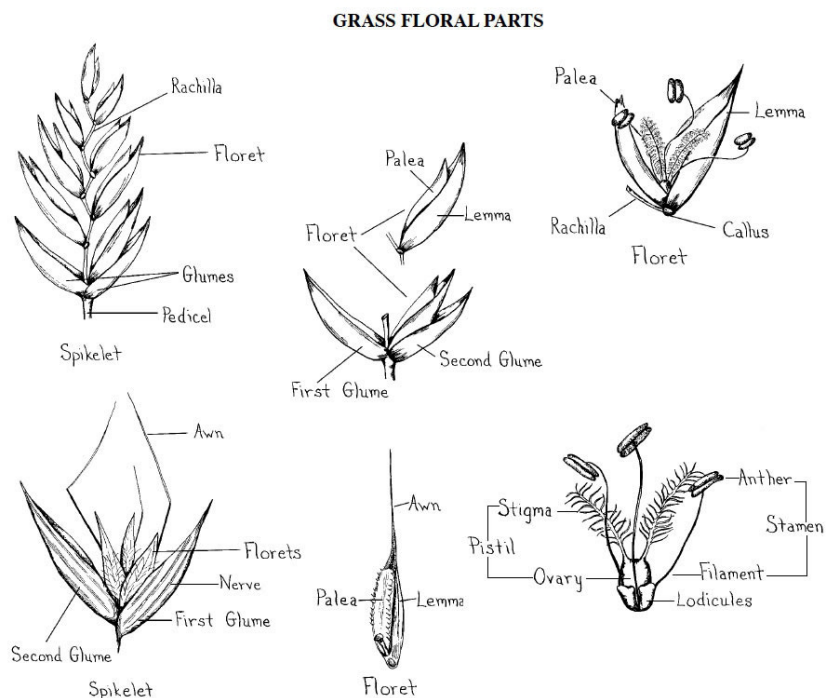 GRASS FLORAL PARTS
Rachilla
Floret
Glumes
Pedicel
Spikelet
Palea
Lemma
Floret
First Glume
Second Glume
Palea
Lemma
Rachilla
Callus
Floret
Awn
Florets
Nerve
First Glume
Second Glume
Spikelet
Awn
Palea
Lemma
Floret
Stigma
Pistil
Ovary
Anther
Stamen
Filament
Lodicules